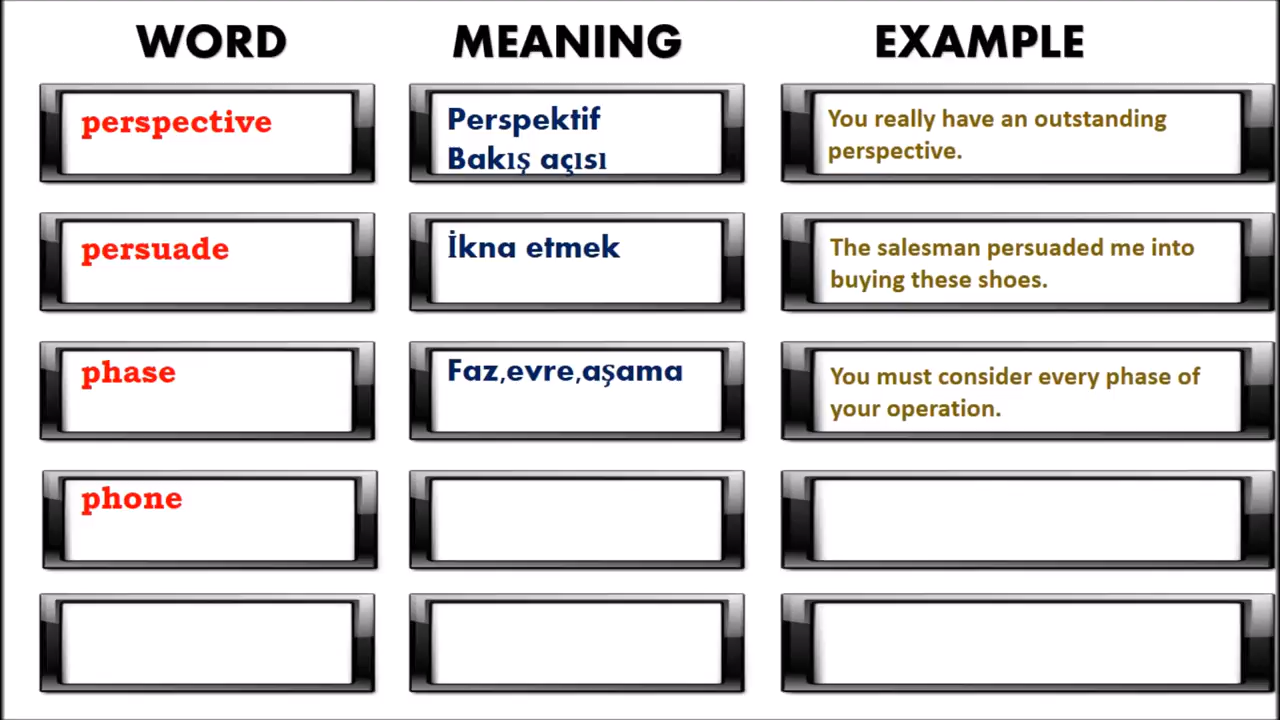 WORD MEANING EXAMPLE
perspective
Perspektif
Bakış açısı
You really have an outstanding
perspective.
persuade
İkna etmek
The salesman persuaded me into
buying these shoes.
phase
Faz,evre,aşama
You must consider every phase of
your operation.
phone